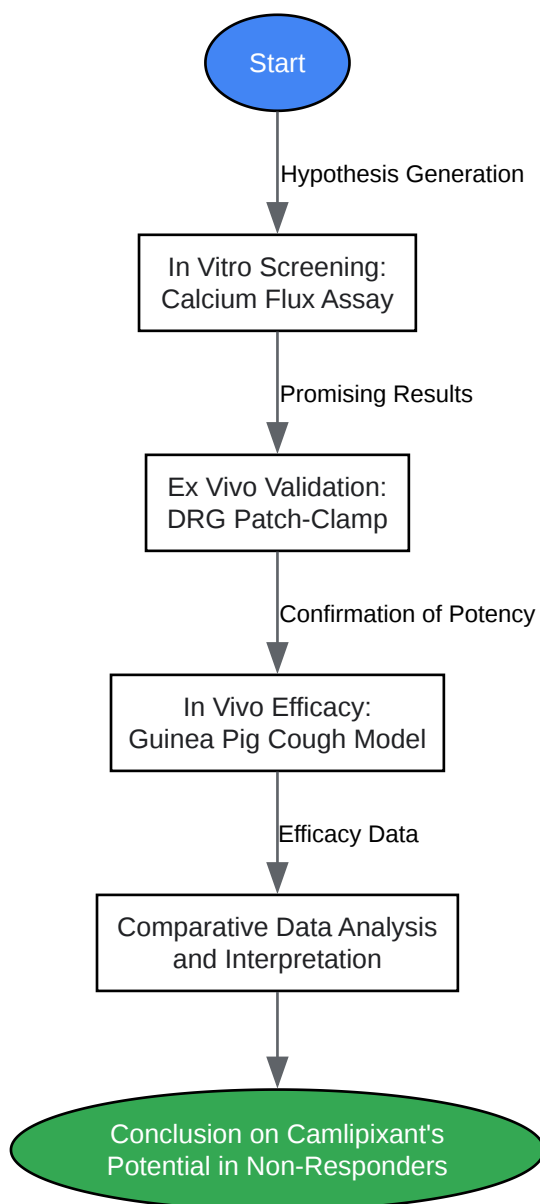 Start
Hypothesis Generation
In Vitro Screening:
Calcium Flux Assay
Promising Results
Ex Vivo Validation:
DRG Patch-Clamp
Confirmation of Potency
In Vivo Efficacy:
Guinea Pig Cough Model
Efficacy Data
Comparative Data Analysis
and Interpretation
Conclusion on Camlipixant's
Potential in Non-Responders